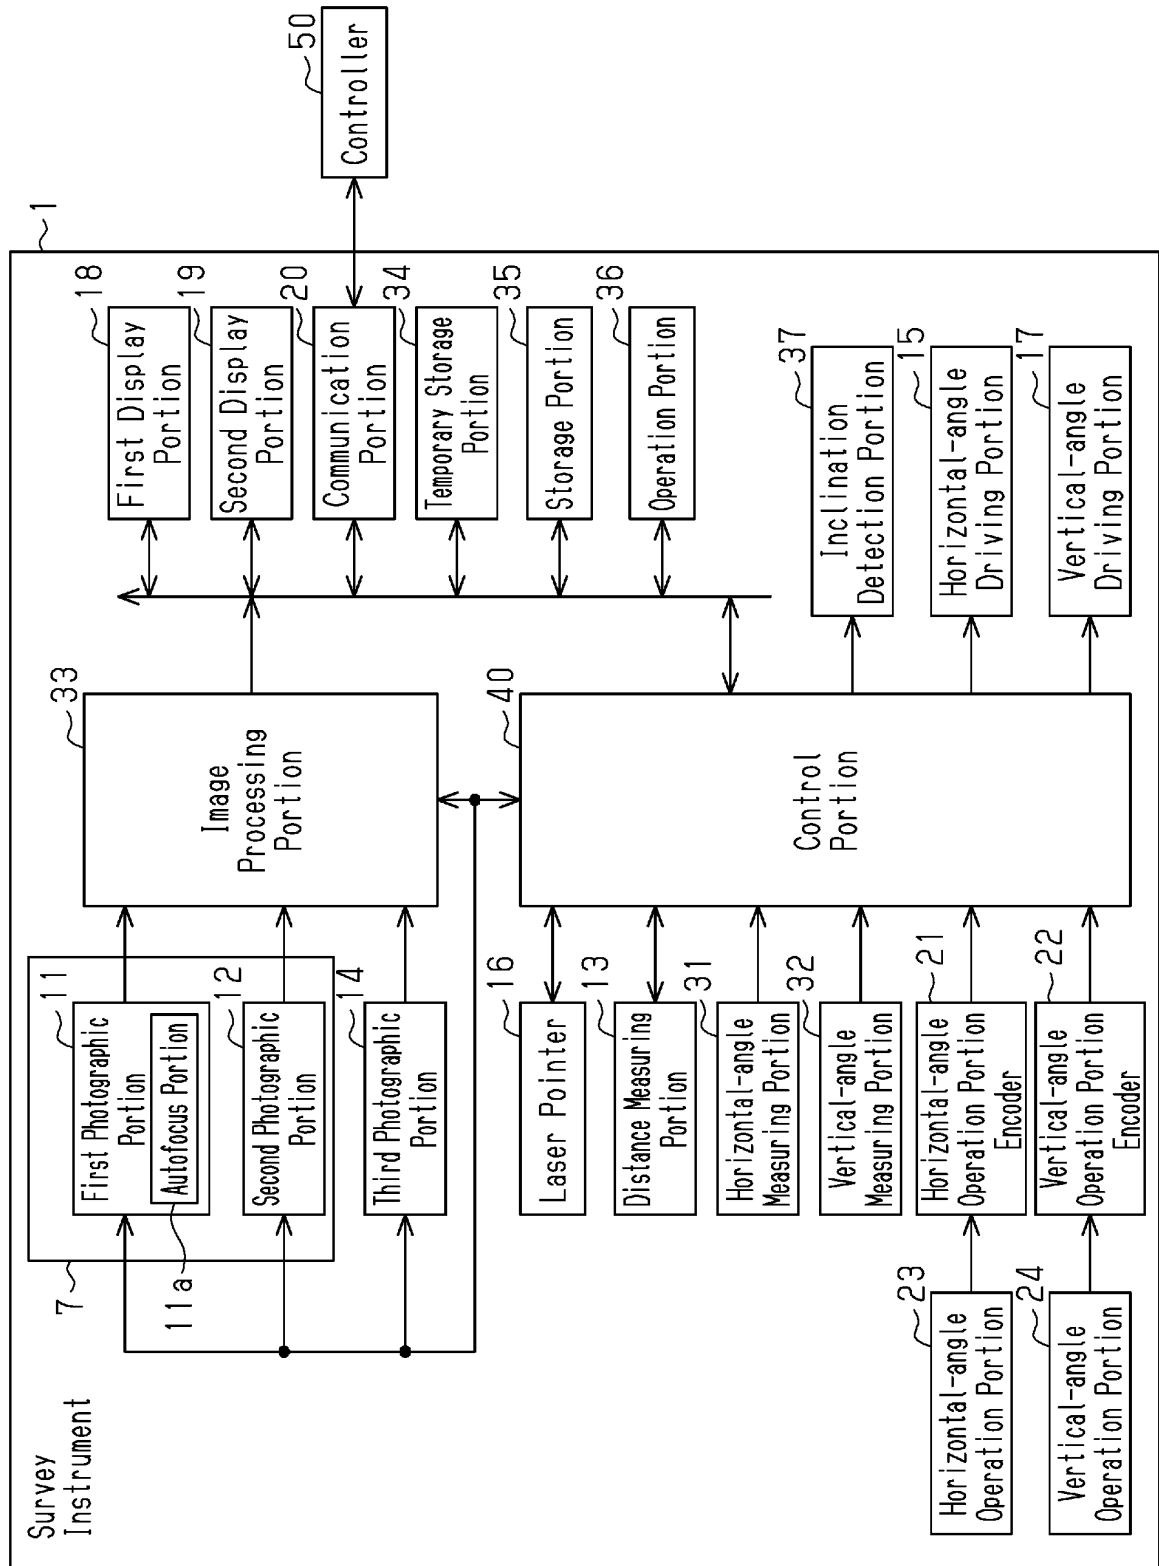 Survey
Instrument
1
7
11
First Photographic
Portion
Autofocus Portion
11a
12
Second Photographic
Portion
14
Third Photographic
Portion
33
Image
Processing
Portion
18
First Display
Portion
19
Second Display
Portion
20
Communication
Portion
34
Temporary Storage
Portion
35
Storage Portion
36
Operation Portion
50
Controller
16
Laser Pointer
13
Distance Measuring
Portion
31
Horizontal-angle
Measuring Portion
32
Vertical-angle
Measuring Portion
21
Horizontal-angle
Operation Portion
Encoder
22
Vertical-angle
Operation Portion
Encoder
23
Horizontal-angle
Operation Portion
24
Vertical-angle
Operation Portion
40
Control
Portion
37
Inclination
Detection Portion
15
Horizontal-angle
Driving Portion
17
Vertical-angle
Driving Portion